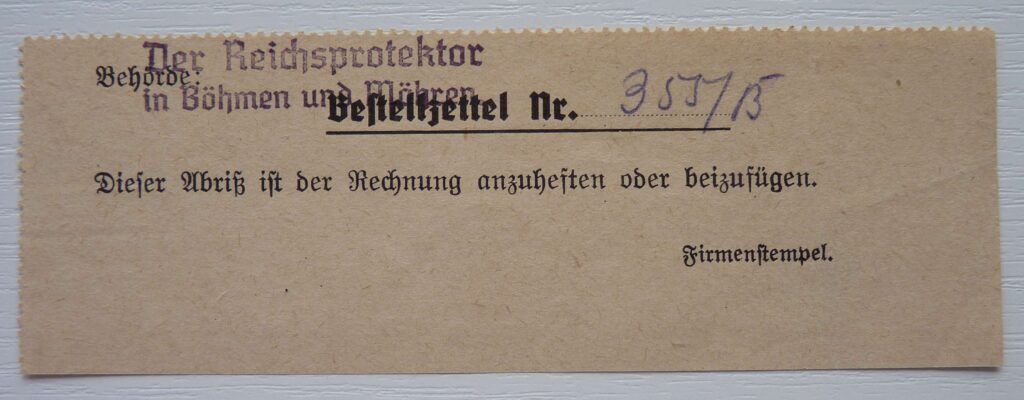 Der Reichsprotektor
Behörde:
in Böhmen und Mähren
Bestellzettel Nr. 355/B
Dieser Abriß ist der Rechnung anzuheften oder beizufügen.
Firmenstempel.